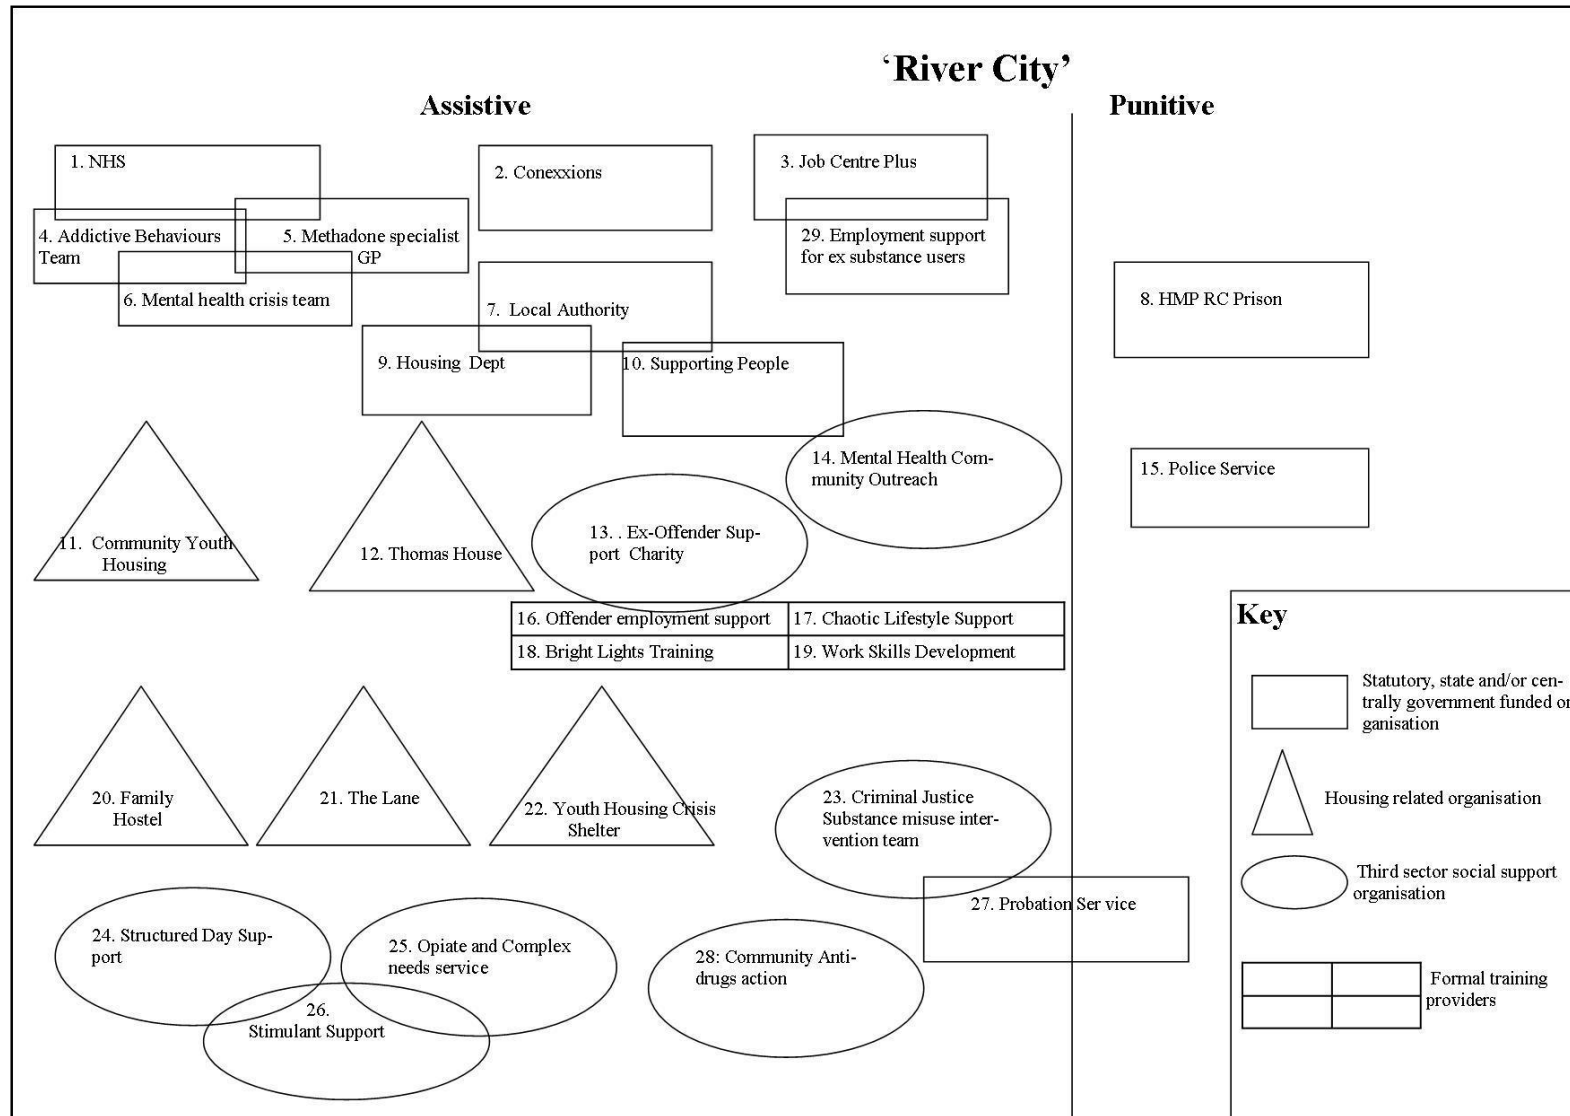 ‘River City’
Assistive
Punitive
1. NHS
2. Conexxions
3. Job Centre Plus
4. Addictive Behaviours
Team
5. Methadone specialist
GP
29. Employment support
for ex substance users
6. Mental health crisis team
7. Local Authority
8. HMP RC Prison
9. Housing Dept
10. Supporting People
11. Community Youth
Housing
12. Thomas House
13. . Ex-Offender Sup-
port Charity
14. Mental Health Com-
munity Outreach
15. Police Service
16. Offender employment support
17. Chaotic Lifestyle Support
18. Bright Lights Training
19. Work Skills Development
20. Family
Hostel
21. The Lane
22. Youth Housing Crisis
Shelter
23. Criminal Justice
Substance misuse inter-
vention team
24. Structured Day Sup-
port
25. Opiate and Complex
needs service
26.
Stimulant Support
27. Probation Ser vice
28: Community Anti-
drugs action
Key
Statutory, state and/or cen-
trally government funded or
ganisation
Housing related organisation
Third sector social support
organisation
Formal training
providers